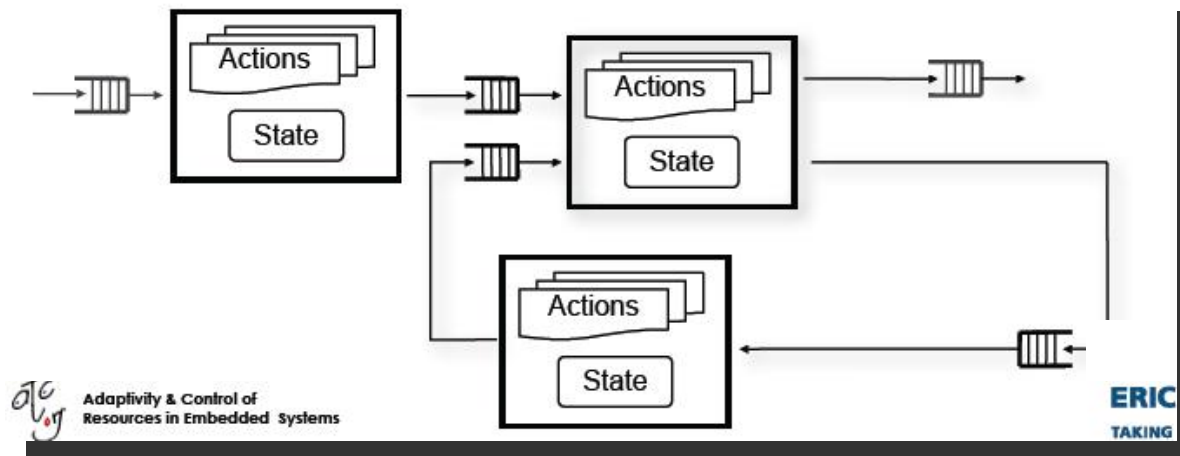 Actions
State
Actions
State
Actions
State
Adaptivity & Control of
Resources in Embedded Systems
ERIC
TAKING